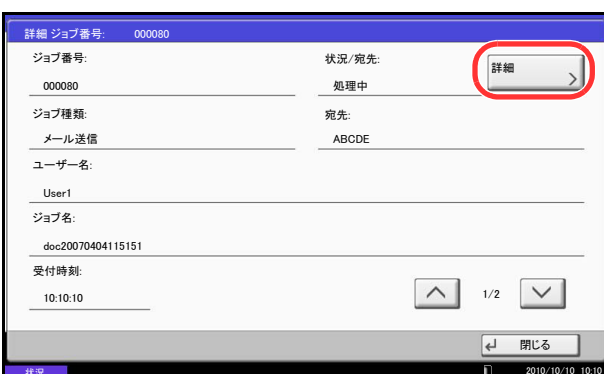 詳細 ジョブ番号: 000080
ジョブ番号:
000080
状況/宛先:
処理中
詳細
ジョブ種類:
メール送信
宛先:
ABCDE
ユーザー名:
User1
ジョブ名:
doc20070404115151
受付時刻:
10:10:10
1/2
閉じる
状況
2010/10/10 10:10